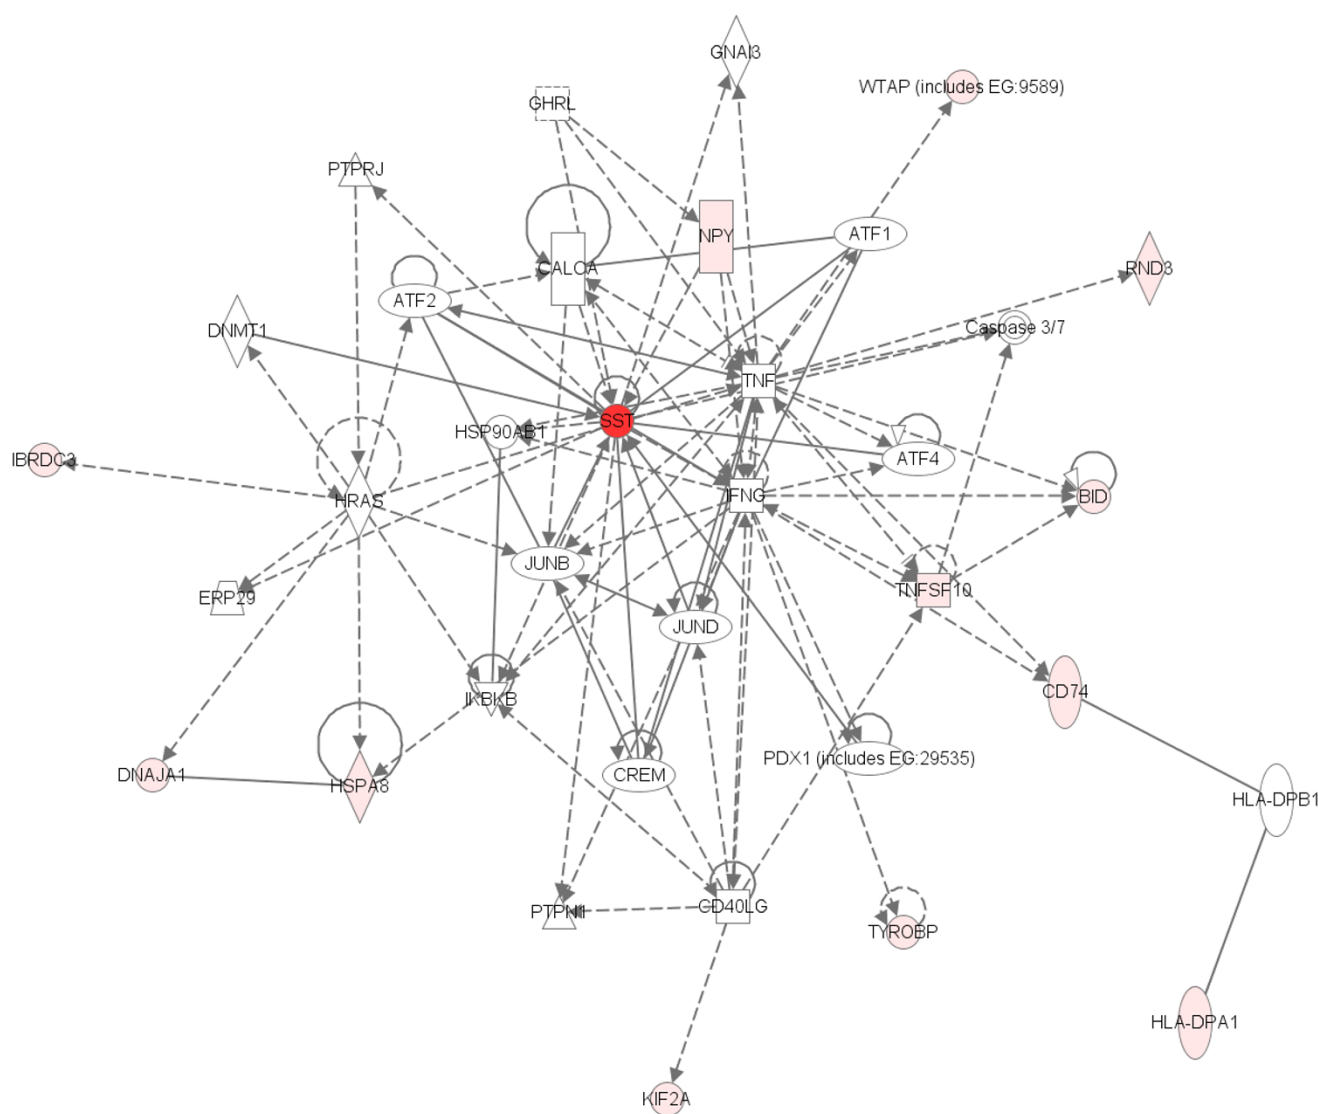 GNAI3
WTAP (includes EG:9589)
GHRL
PTPRJ
NPY
ATF1
CALCA
RND3
ATF2
DNMT1
Caspase 3/7
TNF
SST
HSP90AB1
ATF4
IBRDC3
HRAS
IFNG
BID
JUNB
ERP29
TNFSF10
JUND
IKBKB
CD74
PDX1 (includes EG:29535)
DNAJA1
HSPA8
CREM
HLA-DPB1
PTPN1
CD40LG
TYROBP
HLA-DPA1
KIF2A